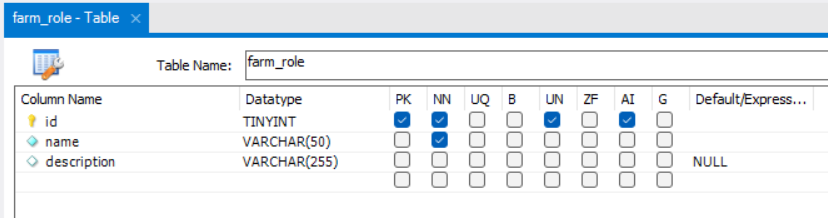 farm_role - Table ×
Table Name: farm_role
Column Name Datatype PK NN UQ B UN ZF AI G Default/Express...
id TINYINT
name VARCHAR(50)
description VARCHAR(255) NULL